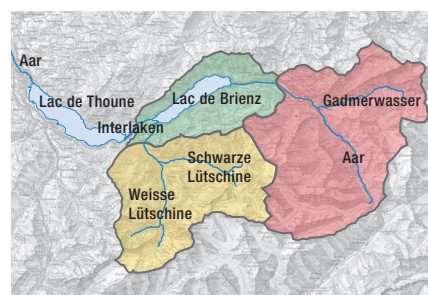 Aar
Lac de Thoune
Lac de Brienz
Gadmerwasser
Interlaken
Schwarze
Lütschine
Aar
Weisse
Lütschine